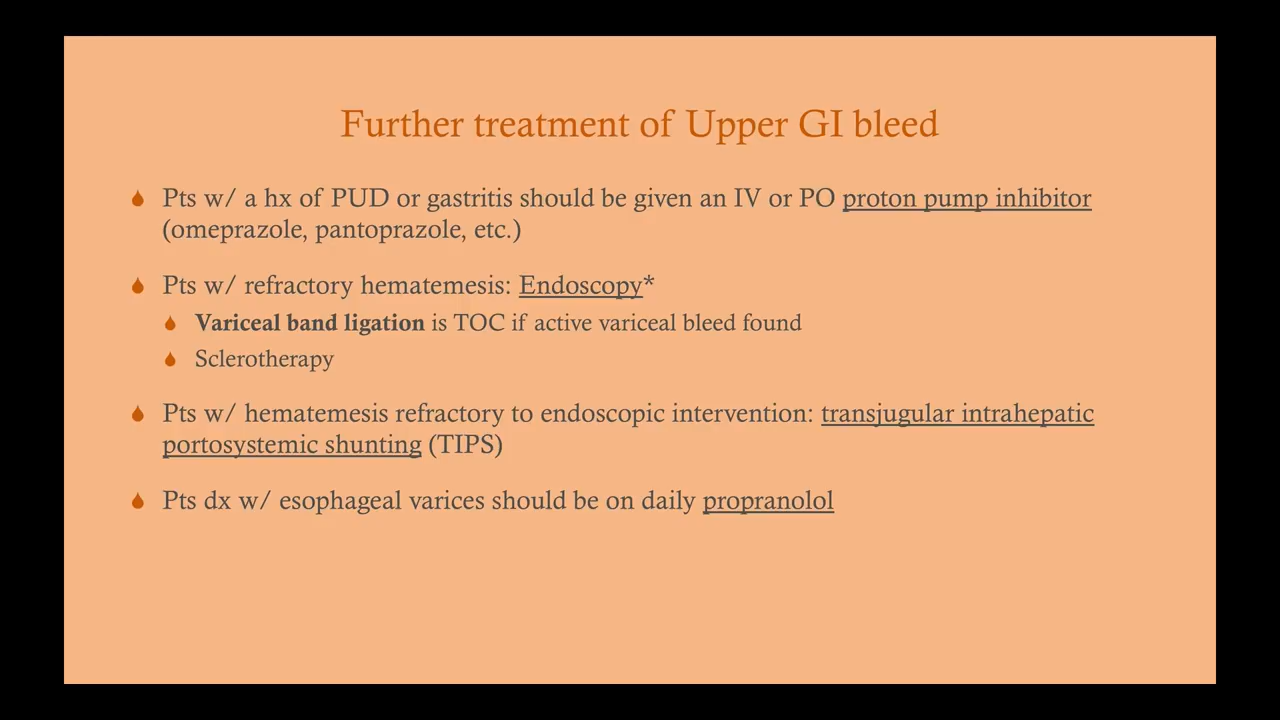 Further treatment of Upper GI bleed
Pts w/ a hx of PUD or gastritis should be given an IV or PO proton pump inhibitor
(omeprazole, pantoprazole, etc.)
Pts w/ refractory hematemesis: Endoscopy*
Variceal band ligation is TOC if active variceal bleed found
Sclerotherapy
Pts w/ hematemesis refractory to endoscopic intervention: transjugular intrahepatic
portosystemic shunting (TIPS)
Pts dx w/ esophageal varices should be on daily propranolol